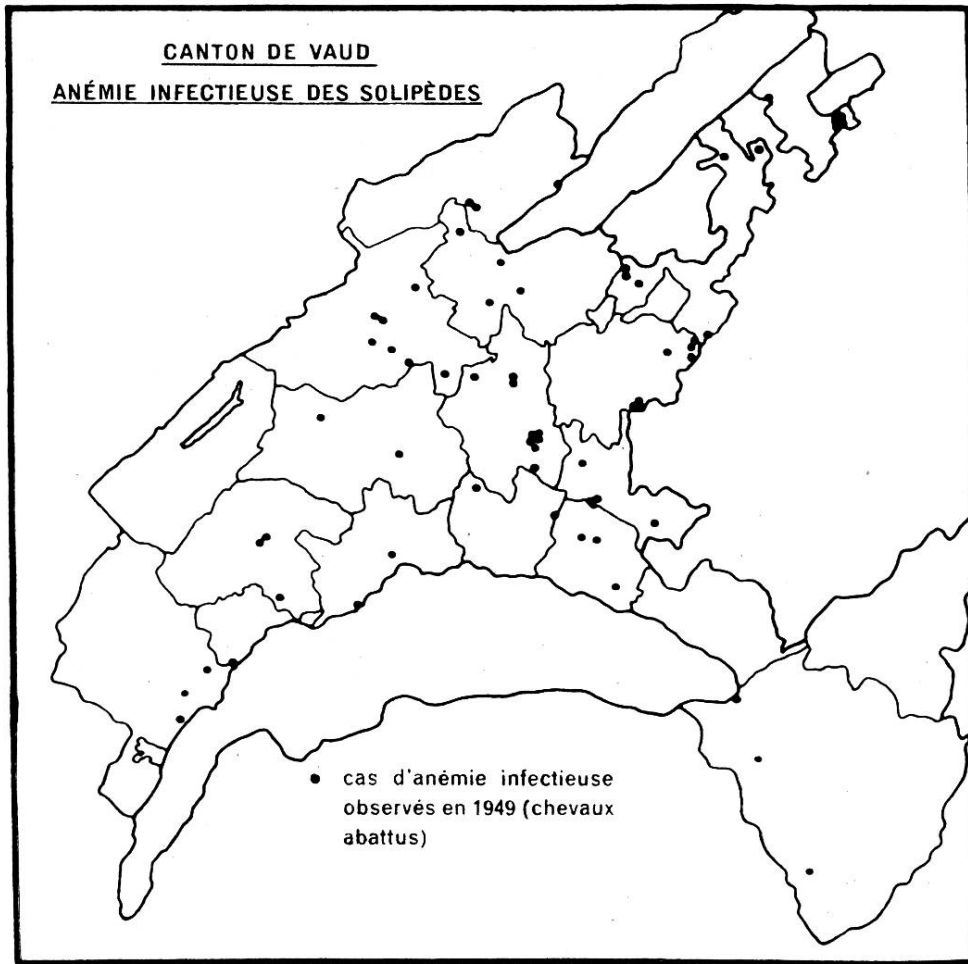 CANTON DE VAUD
ANÉMIE INFECTIEUSE DES SOLIPÈDES
cas d'anémie infectieuse
observés en 1949 (chevaux
abattus)